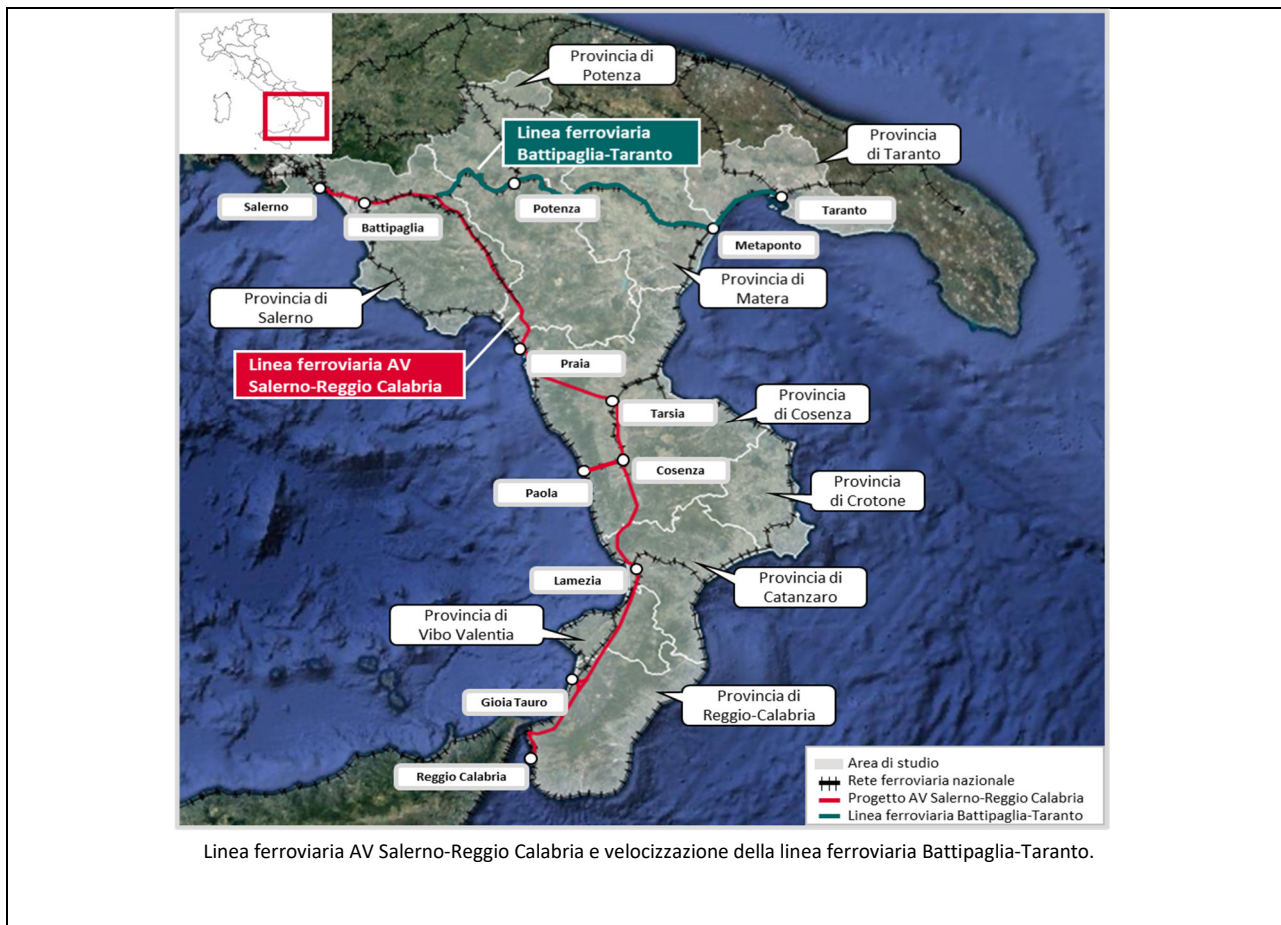 Provincia di
Potenza
Linea ferroviaria
Battipaglia-Taranto
Provincia
di Taranto
Salerno
Battipaglia
Potenza
Taranto
Metaponto
Provincia di
Salerno
Provincia di
Matera
Linea ferroviaria AV
Salerno-Reggio Calabria
Praia
Tarsia
Provincia
di Cosenza
Cosenza
Paola
Provincia
di Crotone
Lamezia
Provincia di
Catanzaro
Provincia di
Vibo Valentia
Gioia Tauro
Provincia di
Reggio-Calabria
Reggio Calabria
Area di studio
Rete ferroviaria nazionale
Progetto AV Salerno-Reggio Calabria
Linea ferroviaria Battipaglia-Taranto
Linea ferroviaria AV Salerno-Reggio Calabria e velocizzazione della linea ferroviaria Battipaglia-Taranto.